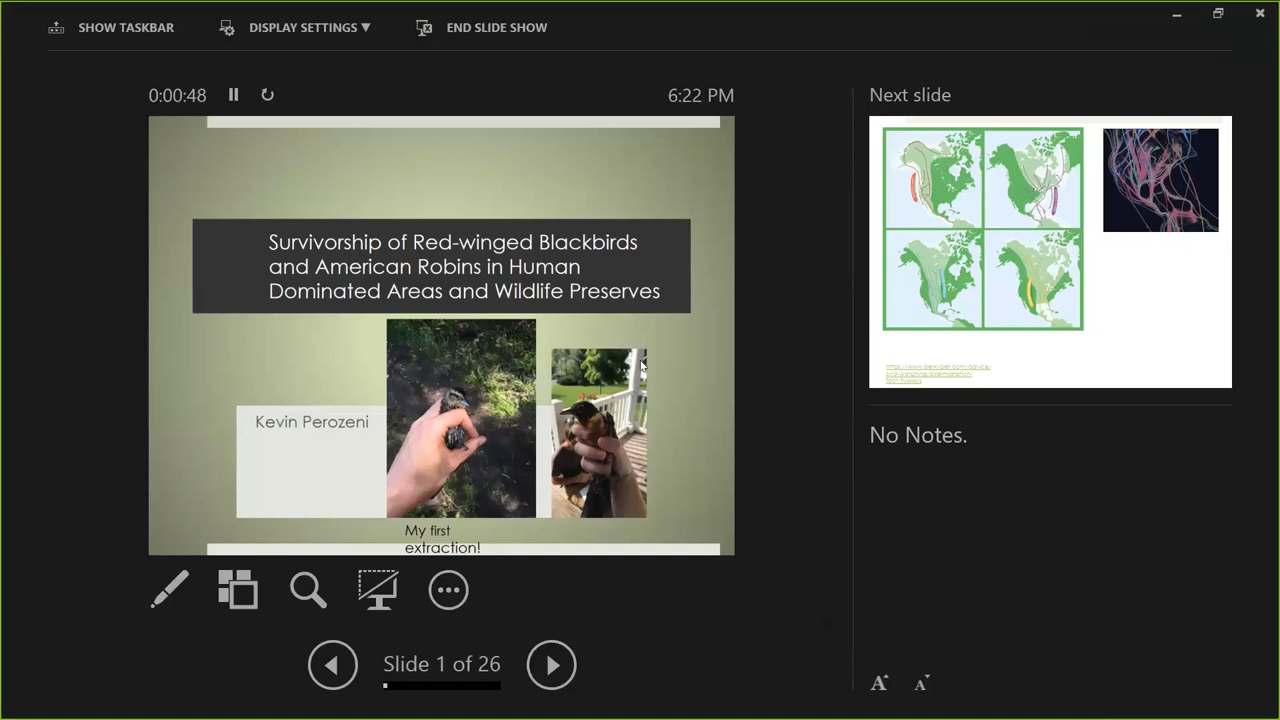 SHOW TASKBAR
DISPLAY SETTINGS ▼
END SLIDE SHOW
0:00:48
6:22 PM
Next slide
Survivorship of Red-winged Blackbirds
and American Robins in Human
Dominated Areas and Wildlife Preserves
Kevin Perozeni
My first
extraction!
No Notes.
Slide 1 of 26
A
A